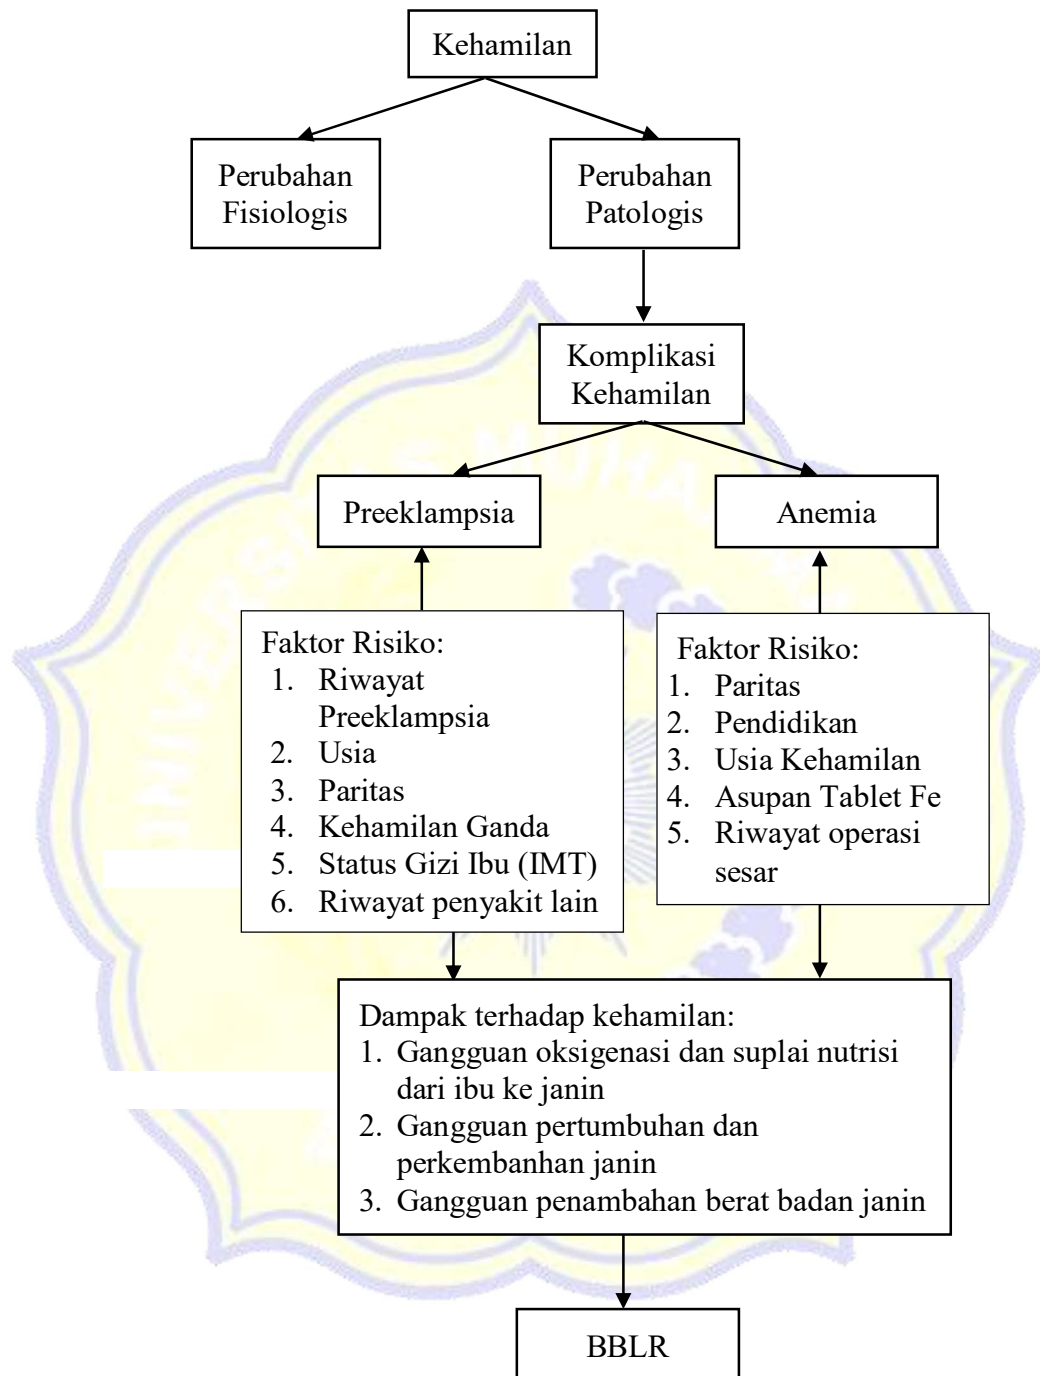 Kehamilan
Perubahan
Fisiologis
Perubahan
Patologis
Komplikasi
Kehamilan
Preeklampsia
Anemia
Faktor Risiko:
1. Riwayat
Preeklampsia
2. Usia
3. Paritas
4. Kehamilan Ganda
5. Status Gizi Ibu (IMT)
6. Riwayat penyakit lain
Faktor Risiko:
1. Paritas
2. Pendidikan
3. Usia Kehamilan
4. Asupan Tablet Fe
5. Riwayat operasi
sesar
Dampak terhadap kehamilan:
1. Gangguan oksigenasi dan suplai nutrisi
dari ibu ke janin
2. Gangguan pertumbuhan dan
perkembanhan janin
3. Gangguan penambahan berat badan janin
BBLR